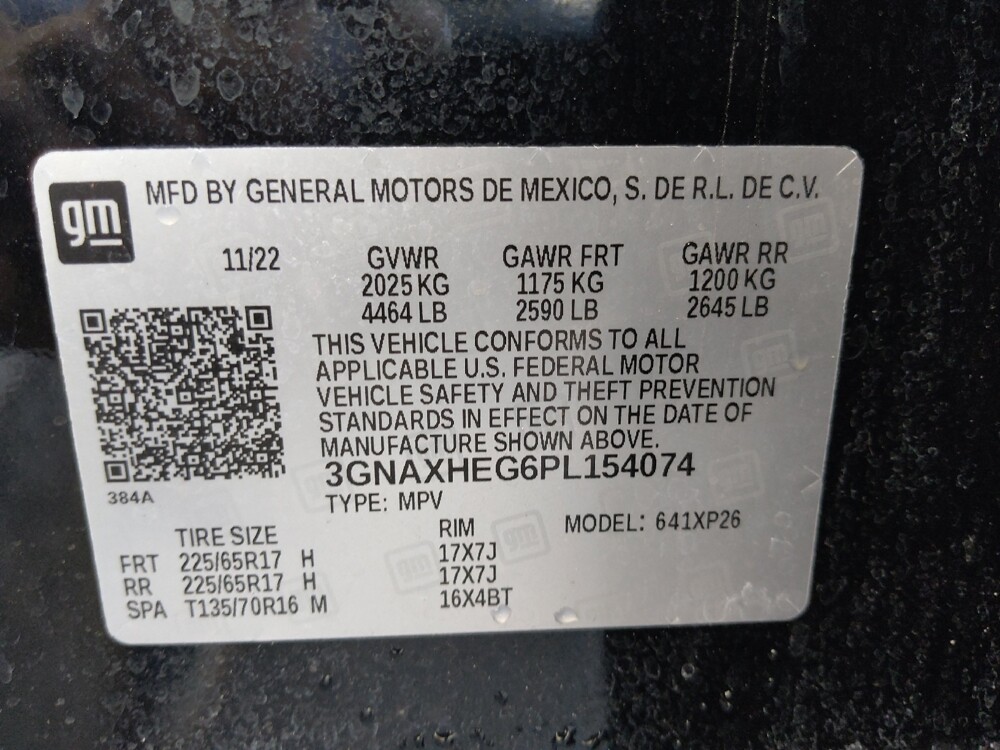 gm
MFD BY GENERAL MOTORS DE MEXICO, S. DE R.L. DE C.V.
11/22 GVWR GAWR FRT GAWR RR
2025 KG 1175 KG 1200 KG
4464 LB 2590 LB 2645 LB
THIS VEHICLE CONFORMS TO ALL
APPLICABLE U.S. FEDERAL MOTOR
VEHICLE SAFETY AND THEFT PREVENTION
STANDARDS IN EFFECT ON THE DATE OF
MANUFACTURE SHOWN ABOVE.
3GNAXHEG6PL154074
384A
TYPE: MPV
TIRE SIZE RIM MODEL: 641XP26
FRT 225/65R17 H 17X7J
RR 225/65R17 H 17X7J
SPA T135/70R16 M 16X4BT